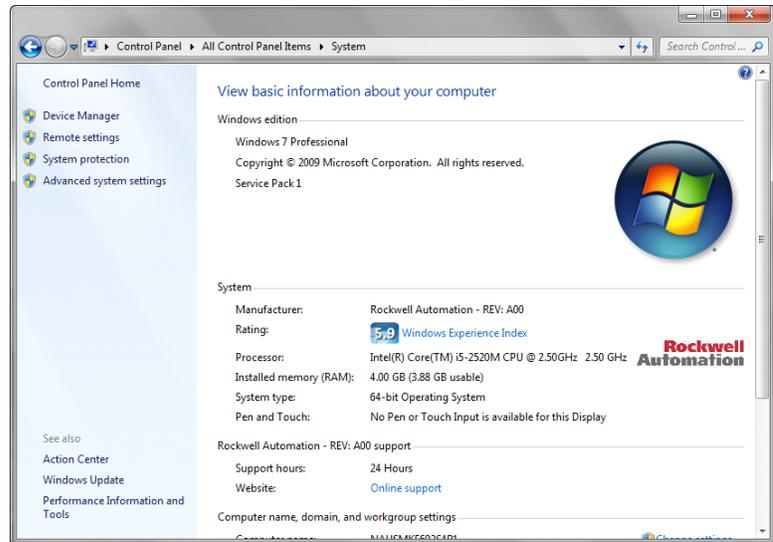 Control Panel ▸ All Control Panel Items ▸ System
Search Control ...
Control Panel Home
Device Manager
Remote settings
System protection
Advanced system settings
See also
Action Center
Windows Update
Performance Information and
Tools
View basic information about your computer
Windows edition
Windows 7 Professional
Copyright © 2009 Microsoft Corporation. All rights reserved.
Service Pack 1
System
Manufacturer: Rockwell Automation - REV: A00
Rating: 5,9 Windows Experience Index
Processor: Intel(R) Core(TM) i5-2520M CPU @ 2.50GHz 2.50 GHz
Installed memory (RAM): 4.00 GB (3.88 GB usable)
System type: 64-bit Operating System
Pen and Touch: No Pen or Touch Input is available for this Display
Rockwell
Automation
Rockwell Automation - REV: A00 support
Support hours: 24 Hours
Website: Online support
Computer name, domain, and workgroup settings
Computer name:
Change settings